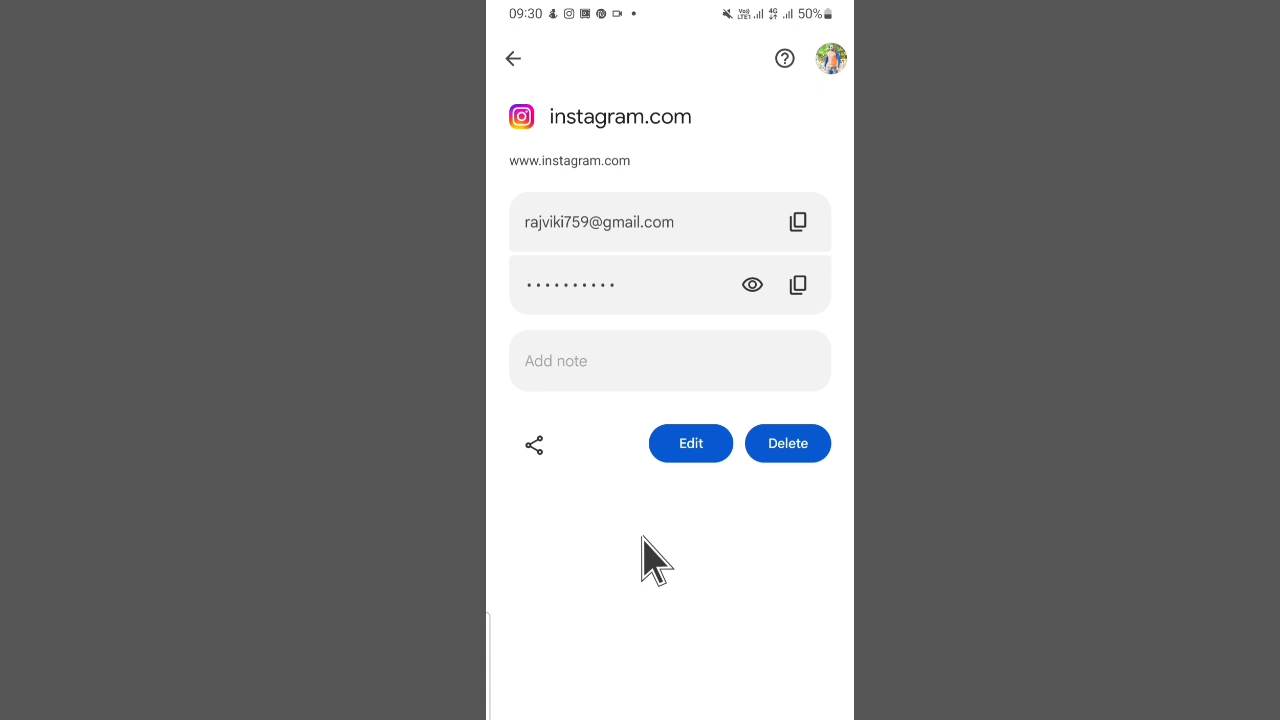 09:30 50%
instagram.com
www.instagram.com
rajviki759@gmail.com
••••••••••
Add note
Edit Delete